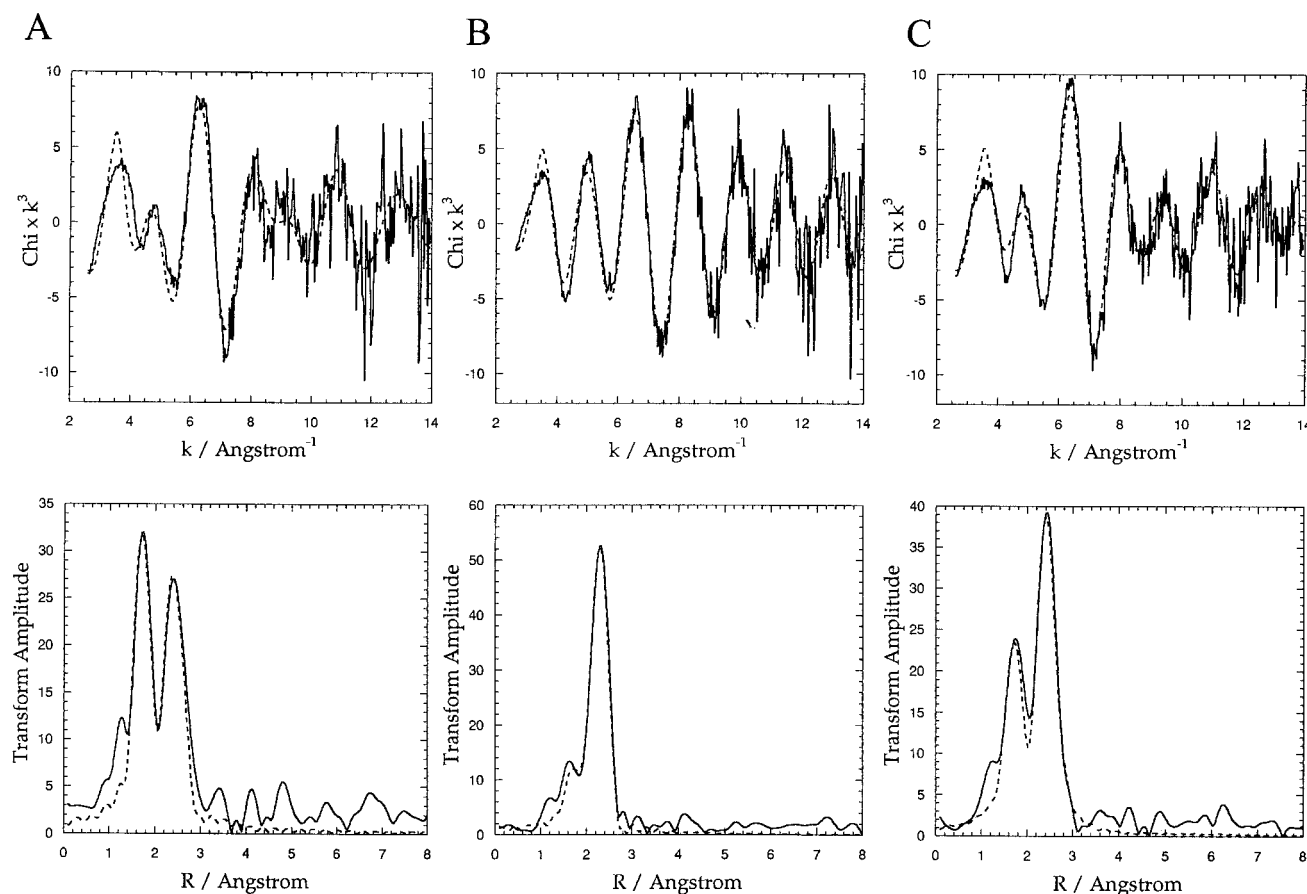 A
B
C
10
5
0
-5
-10
Chi x k³
2 4 6 8 10 12 14
k / Angstrom⁻¹
10
5
0
-5
-10
Chi x k³
2 4 6 8 10 12 14
k / Angstrom⁻¹
10
5
0
-5
-10
Chi x k³
2 4 6 8 10 12 14
k / Angstrom⁻¹
35
30
25
20
15
10
5
0
Transform Amplitude
0 1 2 3 4 5 6 7 8
R / Angstrom
60
50
40
30
20
10
0
Transform Amplitude
0 1 2 3 4 5 6 7 8
R / Angstrom
40
35
30
25
20
15
10
5
0
Transform Amplitude
0 1 2 3 4 5 6 7 8
R / Angstrom